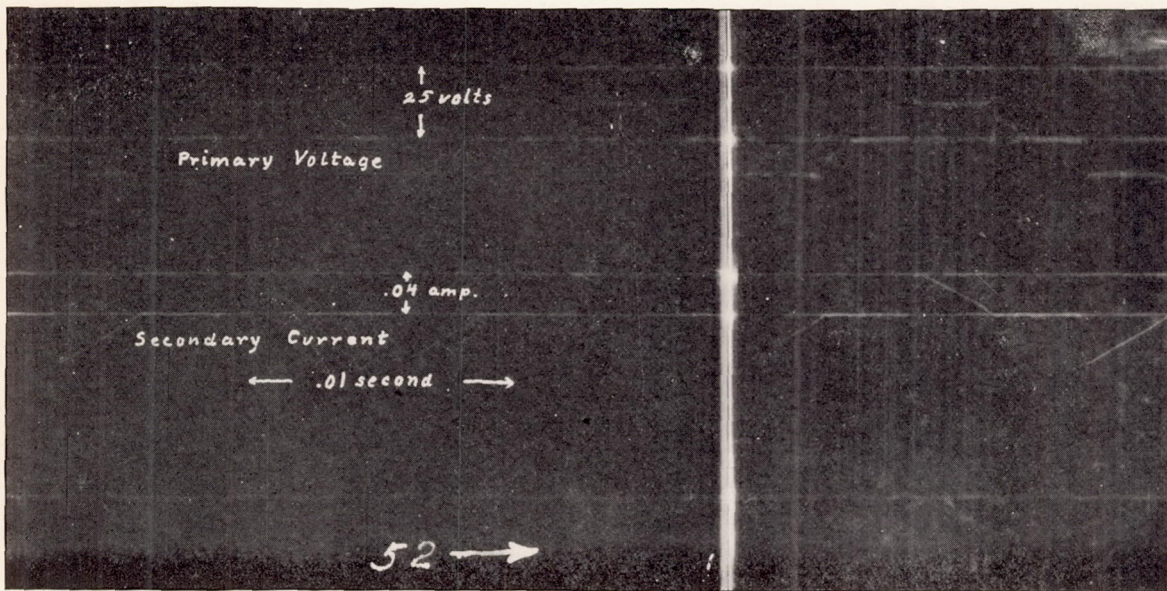 25 volts
Primary Voltage
.04 amp.
Secondary Current
.01 second
52